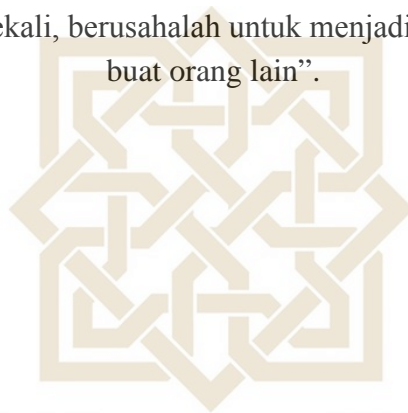 ekali, berusahalah untuk menjadi
buat orang lain”.